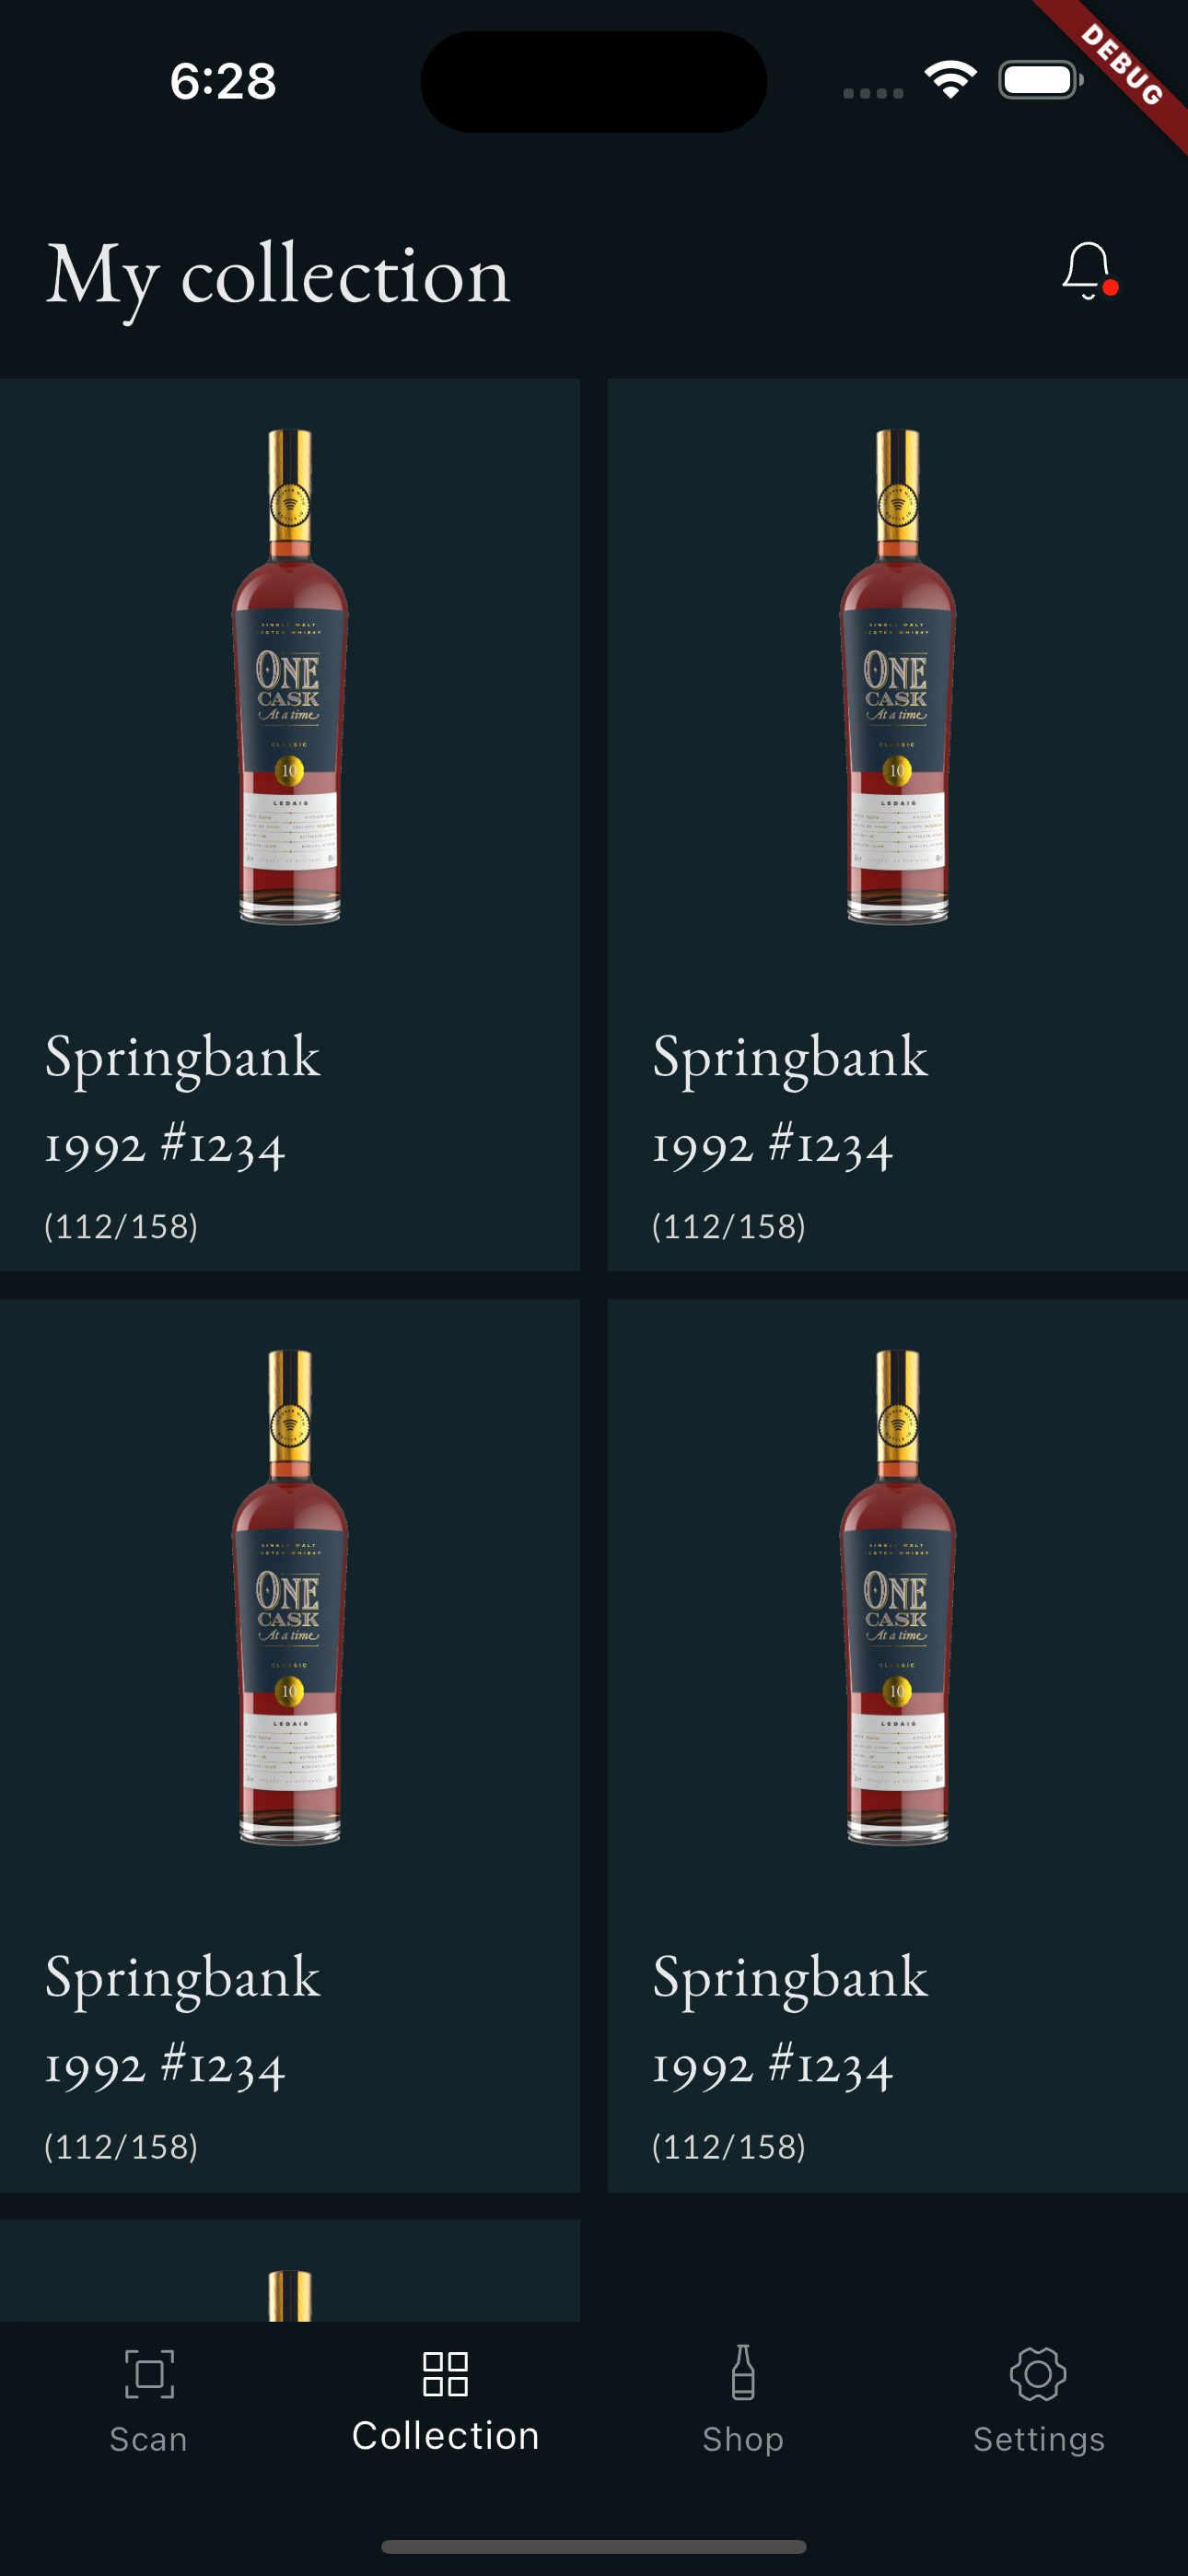 6:28
DEBUG
My collection
SINGLE MALT
SCOTCH WHISKY
ONE
CASK
At a time
CLASSIC
10
LEDAIG
SINGLE MALT
SCOTCH WHISKY
ONE
CASK
At a time
CLASSIC
10
LEDAIG
Springbank
1992 #1234
(112/158)
Springbank
1992 #1234
(112/158)
SINGLE MALT
SCOTCH WHISKY
ONE
CASK
At a time
CLASSIC
10
LEDAIG
SINGLE MALT
SCOTCH WHISKY
ONE
CASK
At a time
CLASSIC
10
LEDAIG
Springbank
1992 #1234
(112/158)
Springbank
1992 #1234
(112/158)
Scan
Collection
Shop
Settings